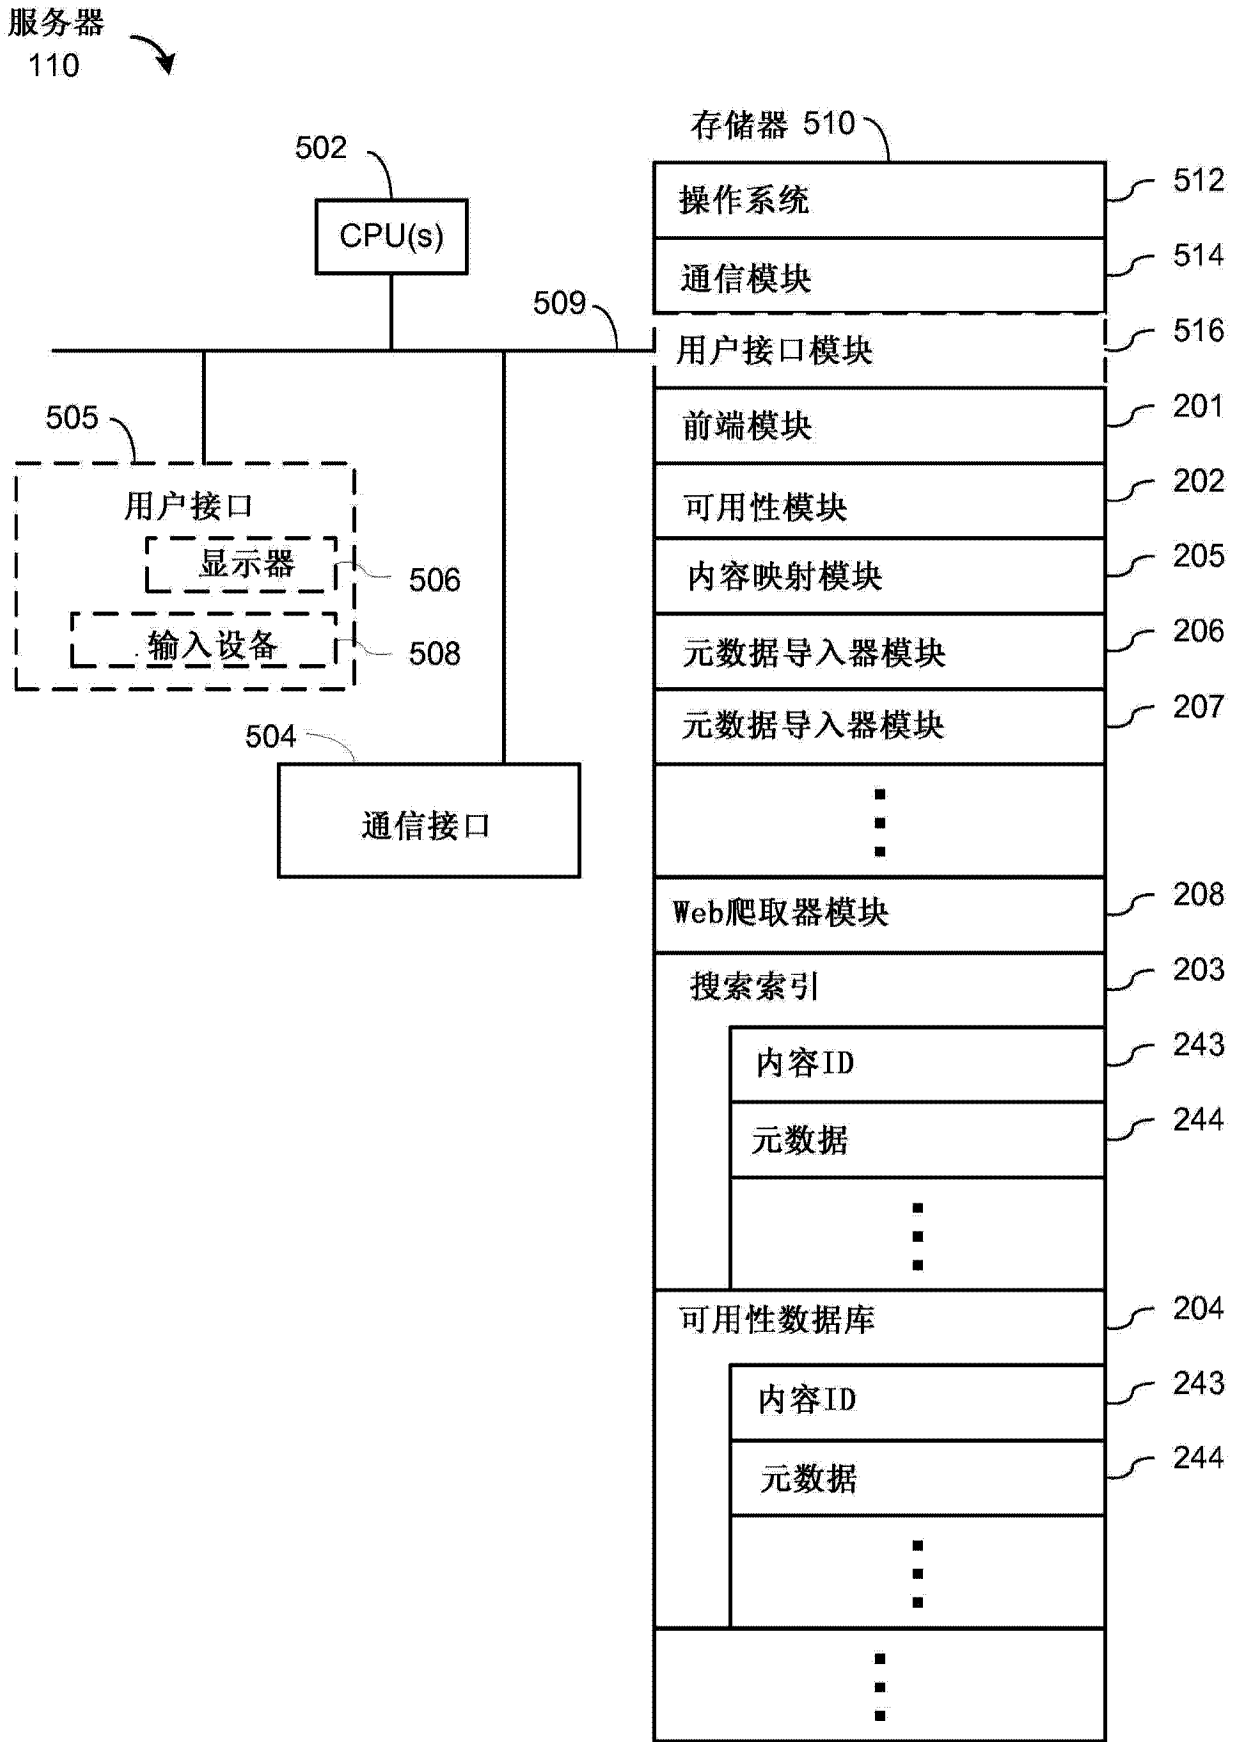 服务器
110
存储器 510
502
CPU(s)
操作系统
512
通信模块
514
509
用户接口模块
516
505
前端模块
201
用户接口
可用性模块
202
显示器
506
内容映射模块
205
输入设备
508
元数据导入器模块
206
504
元数据导入器模块
207
通信接口
Web爬取器模块
208
搜索索引
203
内容ID
243
元数据
244
可用性数据库
204
内容ID
243
元数据
244